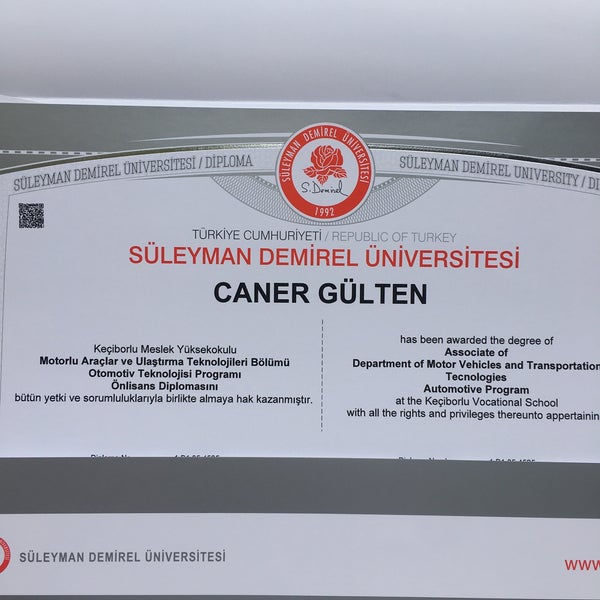 SÜLEYMAN DEMİREL ÜNİVERSİTESİ / DİPLOMA
SÜLEYMAN DEMİREL ÜNİVERSİTESİ
S. Demirel
1992
SÜLEYMAN DEMİREL UNIVERSITY / DI
TÜRKİYE CUMHURİYETİ / REPUBLIC OF TURKEY
SÜLEYMAN DEMİREL ÜNİVERSİTESİ
CANER GÜLTEN
Keçiborlu Meslek Yüksekokulu
Motorlu Araçlar ve Ulaştırma Teknolojileri Bölümü
Otomotiv Teknolojisi Programı
Önlisans Diplomasını
bütün yetki ve sorumluluklarıyla birlikte almaya hak kazanmıştır.
has been awarded the degree of
Associate of
Department of Motor Vehicles and Transportation
Tecnologies
Automotive Program
at the Keçiborlu Vocational School
with all the rights and privileges thereunto appertainin
SÜLEYMAN DEMİREL ÜNİVERSİTESİ
www.